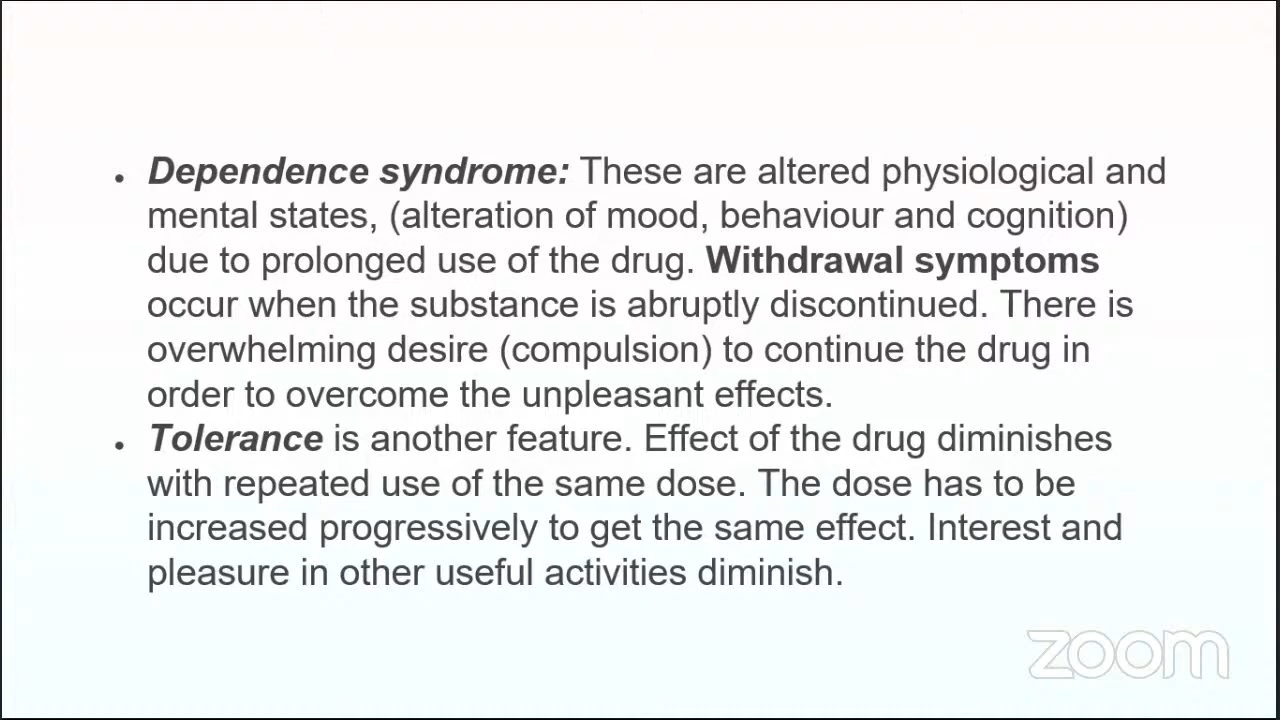 • Dependence syndrome: These are altered physiological and
mental states, (alteration of mood, behaviour and cognition)
due to prolonged use of the drug. Withdrawal symptoms
occur when the substance is abruptly discontinued. There is
overwhelming desire (compulsion) to continue the drug in
order to overcome the unpleasant effects.
• Tolerance is another feature. Effect of the drug diminishes
with repeated use of the same dose. The dose has to be
increased progressively to get the same effect. Interest and
pleasure in other useful activities diminish.
zoom